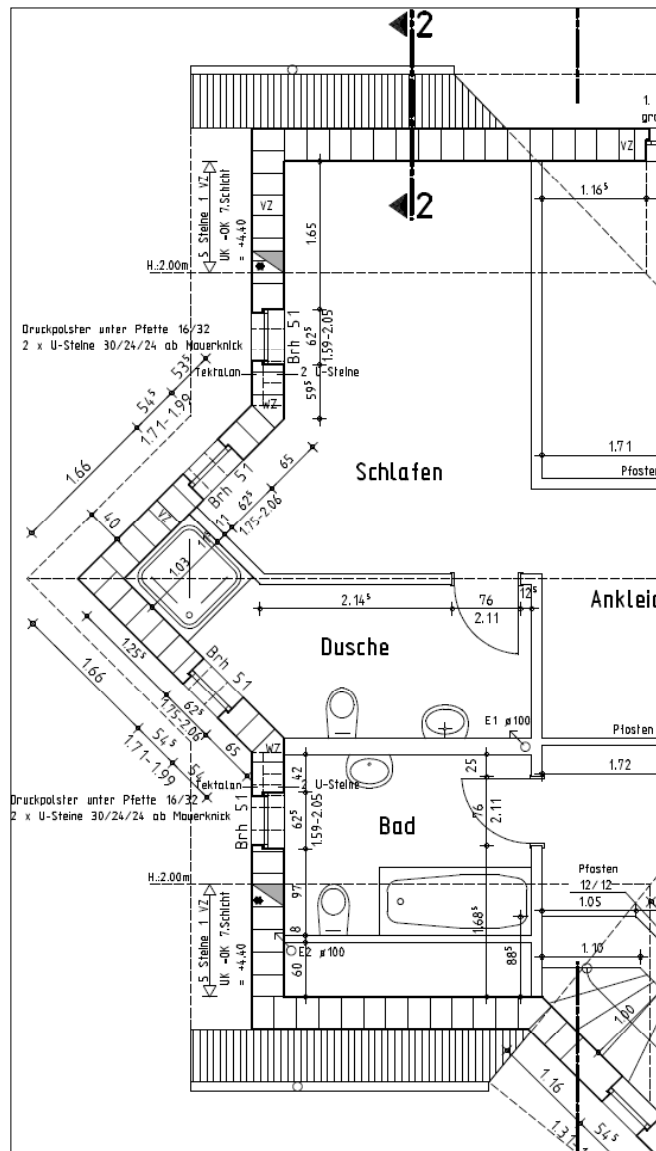 2
1.
VZ
2
1.16⁵
5 Steine 1 VZ
UK =OK 7.Schicht
= +4.40
VZ
1.65
H.:2.00m
Druckpolster unter Pfette 16/32
2 x U-Steine 30/24/24 ab Mauerknick
Brh 51
62⁵
1.59-2.05
Tektalan
2 U-Steine
59⁵
WZ
53⁵
54⁵
1.71-1.99
1.66
1.71
Pfosten
Schlafen
65
62⁵
1.75-2.06
Brh 51
11
VZ
40
1.03
2.14⁵
76
2.11
12⁵
Ankleid
Dusche
1.25⁵
Brh 51
1.66
62⁵
1.75-2.06
65
54⁵
1.71-1.99
54
E1 ø100
Pfosten
WZ
42
25
1.72
Tektalan
2 U-Steine
Druckpolster unter Pfette 16/32
2 x U-Steine 30/24/24 ab Mauerknick
Brh 51
62⁵
1.59-2.05
76
2.11
Bad
H.:2.00m
Pfosten
12/12
1.05
97
1.68⁵
5 Steine 1 VZ
UK =OK 7.Schicht
= +4.40
8
E2 ø100
60
88⁵
1.10
1.00
1.16
54⁵